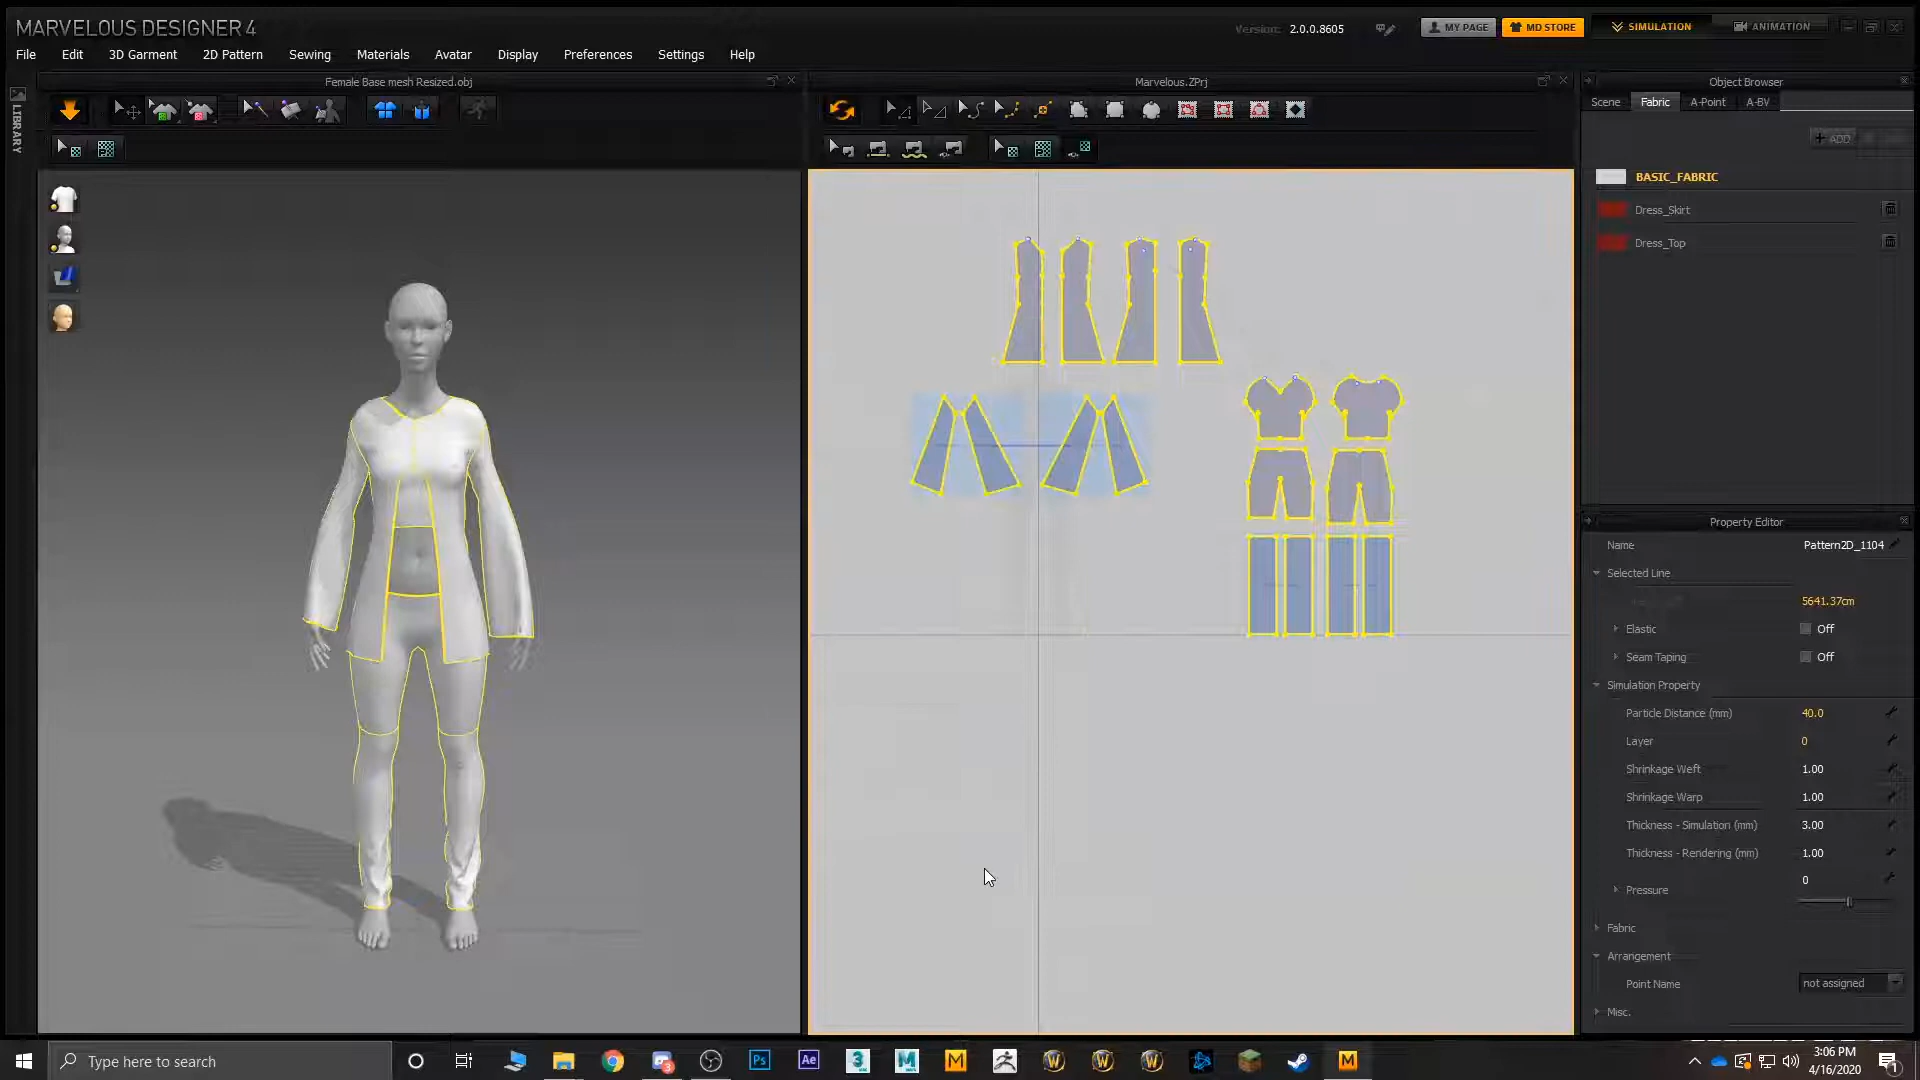 MARVELOUS DESIGNER 4
Version: 2.0.0.8605
MY PAGE
MD STORE
SIMULATION
ANIMATION
File Edit 3D Garment 2D Pattern Sewing Materials Avatar Display Preferences Settings Help
Female Base mesh Resized.obj
Marvelous.ZPrj
Object Browser
Scene Fabric A-Point A-BV
LIBRARY
+ ADD
BASIC_FABRIC
Dress_Skirt
Dress_Top
Property Editor
Name Pattern2D_1104
Selected Line
5641.37cm
Elastic Off
Seam Taping Off
Simulation Property
Particle Distance (mm) 40.0
Layer 0
Shrinkage Weft 1.00
Shrinkage Warp 1.00
Thickness - Simulation (mm) 3.00
Thickness - Rendering (mm) 1.00
Pressure 0
Fabric
Arrangement
Point Name not assigned
Misc.
Type here to search
Ps
Ae
3
M
M
W
W
W
M
3:06 PM
4/16/2020